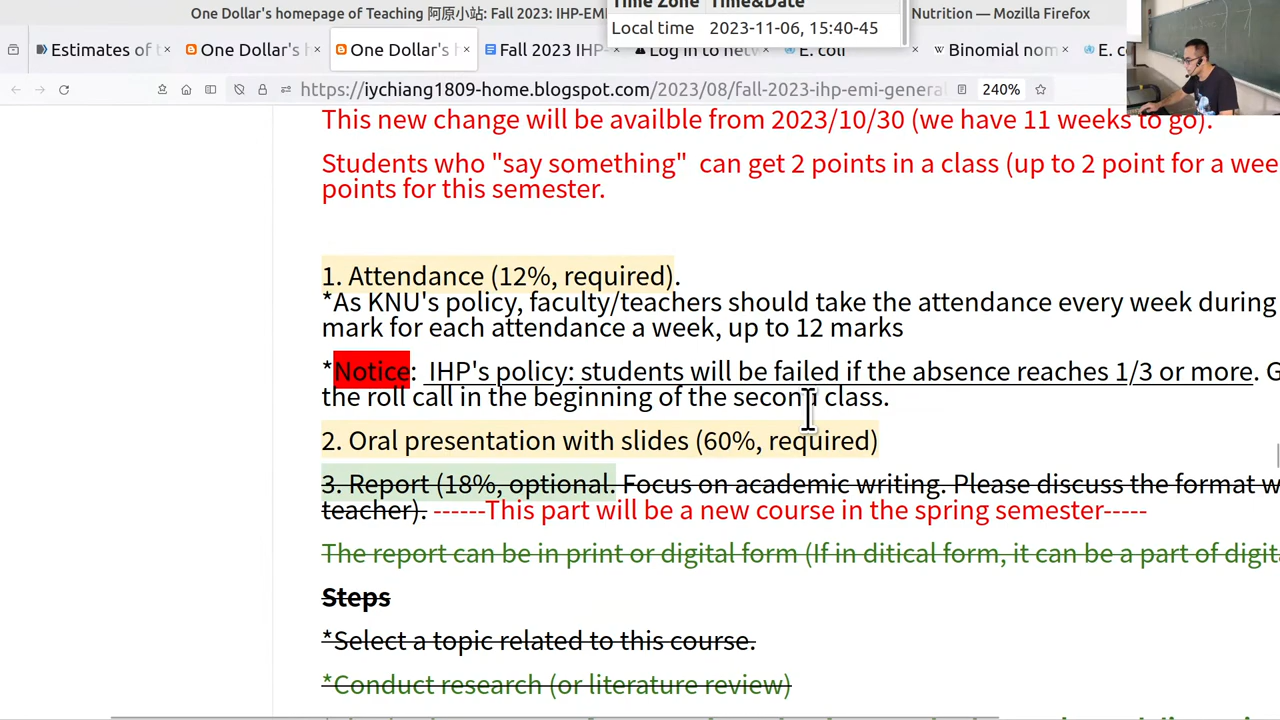 One Dollar's homepage of Teaching 阿原小站: Fall 2023: IHP-EMI
Nutrition — Mozilla Firefox
Time Zone Time&Date
Local time 2023-11-06, 15:40-45
Estimates of t
One Dollar's h
One Dollar's h
Fall 2023 IHP-
Log in to netv
E. coli
Binomial nom
E. co
https://iychiang1809-home.blogspot.com/2023/08/fall-2023-ihp-emi-general
240%
This new change will be availble from 2023/10/30 (we have 11 weeks to go).
Students who "say something" can get 2 points in a class (up to 2 point for a wee
points for this semester.
1. Attendance (12%, required).
*As KNU's policy, faculty/teachers should take the attendance every week during
mark for each attendance a week, up to 12 marks
*Notice: IHP's policy: students will be failed if the absence reaches 1/3 or more. G
the roll call in the beginning of the second class.
2. Oral presentation with slides (60%, required)
3. Report (18%, optional. Focus on academic writing. Please discuss the format w
teacher). ------This part will be a new course in the spring semester-----
The report can be in print or digital form (If in ditical form, it can be a part of digit
Steps
*Select a topic related to this course.
*Conduct research (or literature review)